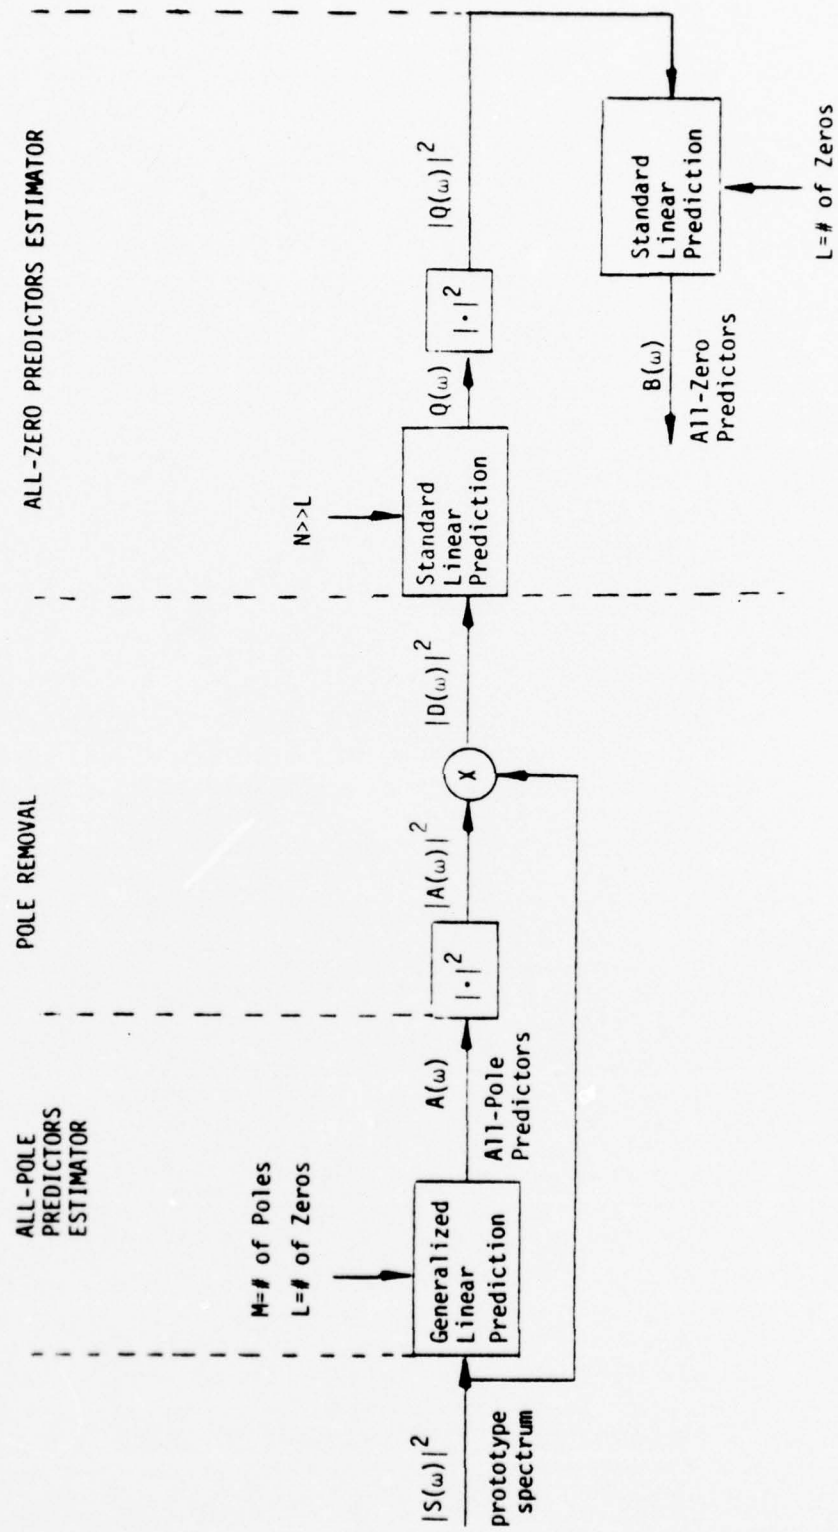 ALL-POLE
PREDICTORS
ESTIMATOR
POLE REMOVAL
ALL-ZERO PREDICTORS ESTIMATOR
M=# of Poles
L=# of Zeros
N>>L
|S(ω)|²
prototype
spectrum
Generalized
Linear
Prediction
A(ω)
All-Pole
Predictors
|·|²
|A(ω)|²
X
|D(ω)|²
Standard
Linear
Prediction
Q(ω)
|·|²
|Q(ω)|²
Standard
Linear
Prediction
B(ω)
All-Zero
Predictors
L=# of Zeros